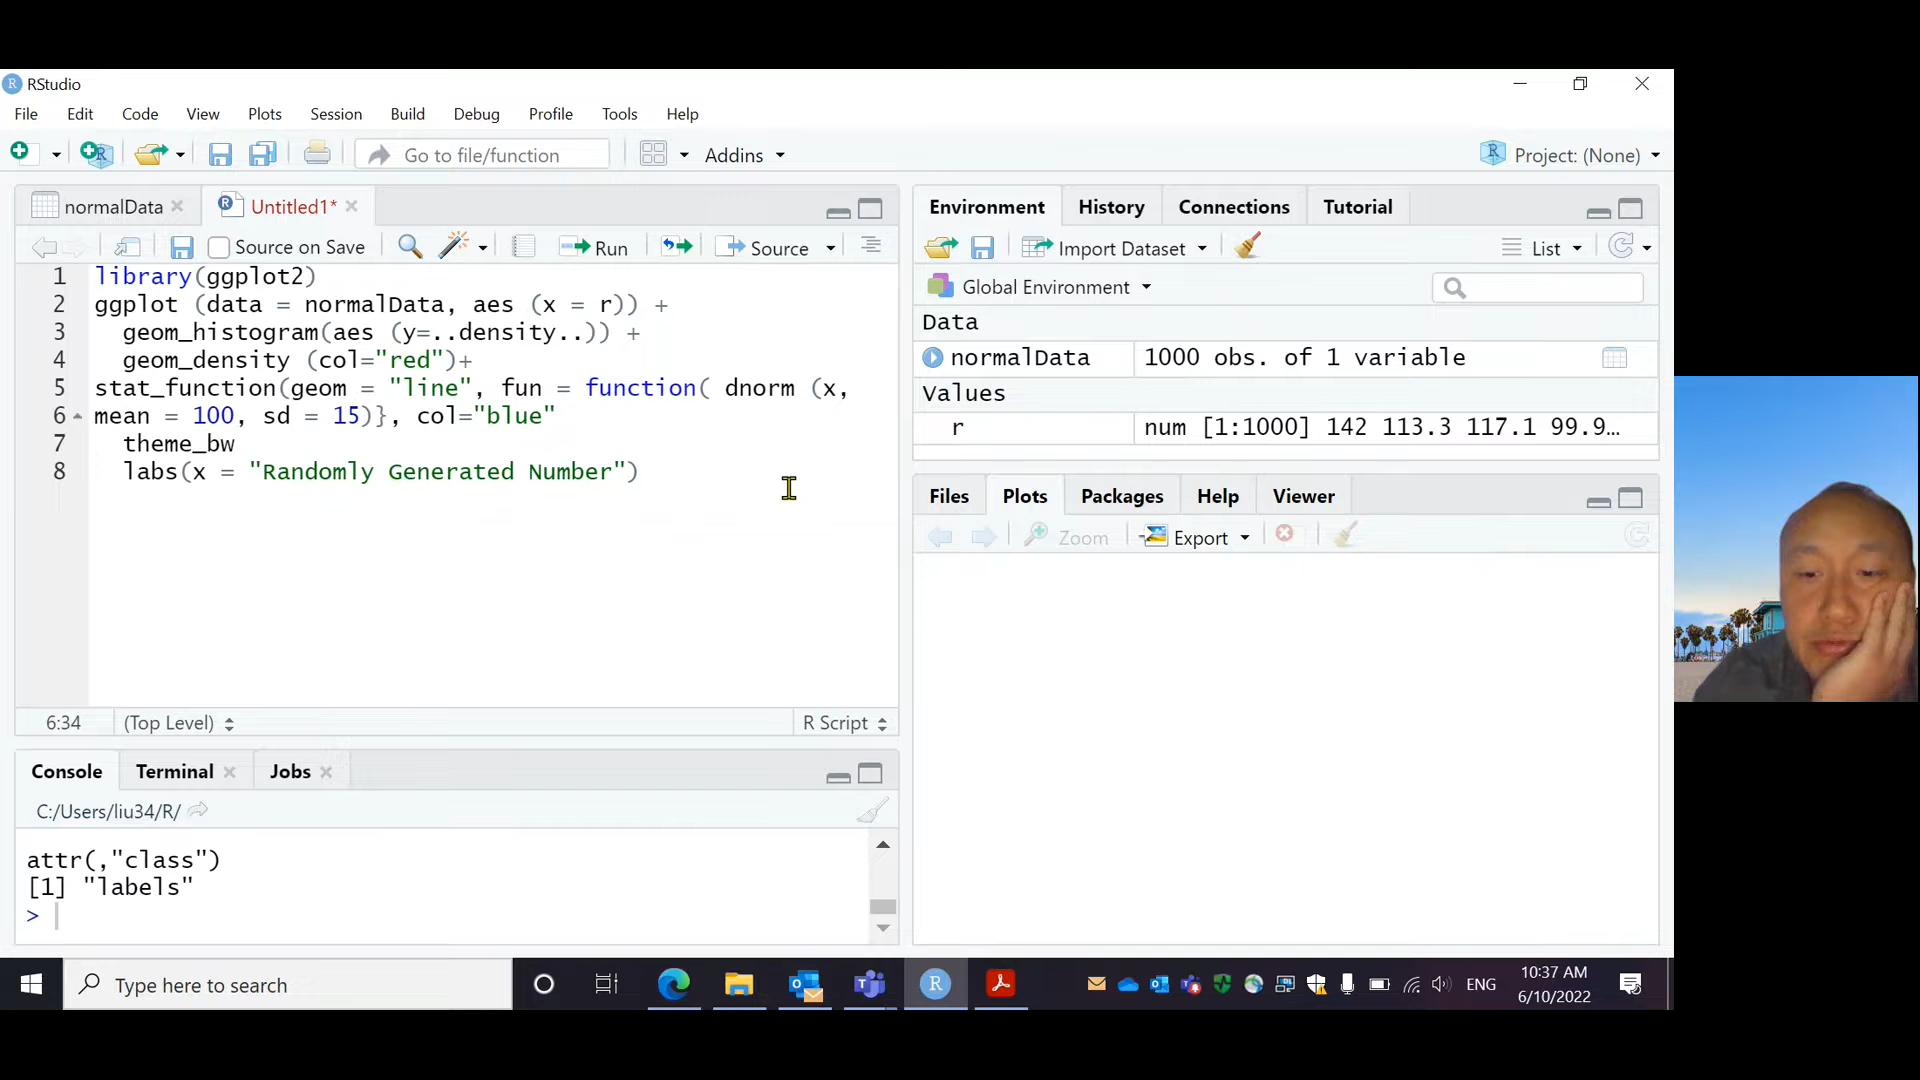 RStudio
File Edit Code View Plots Session Build Debug Profile Tools Help
Go to file/function Addins Project: (None)
normalData Untitled1*
Source on Save Run Source
1 library(ggplot2)
2 ggplot (data = normalData, aes (x = r)) +
3 geom_histogram(aes (y=..density..)) +
4 geom_density (col="red")+
5 stat_function(geom = "line", fun = function( dnorm (x,
6 mean = 100, sd = 15)}, col="blue"
7 theme_bw
8 labs(x = "Randomly Generated Number")
6:34 (Top Level) R Script
Console Terminal Jobs
C:/Users/liu34/R/
attr(,"class")
[1] "labels"
>
Environment History Connections Tutorial
Import Dataset List
Global Environment
Data
normalData 1000 obs. of 1 variable
Values
r num [1:1000] 142 113.3 117.1 99.9...
Files Plots Packages Help Viewer
Zoom Export
Type here to search
ENG
10:37 AM
6/10/2022